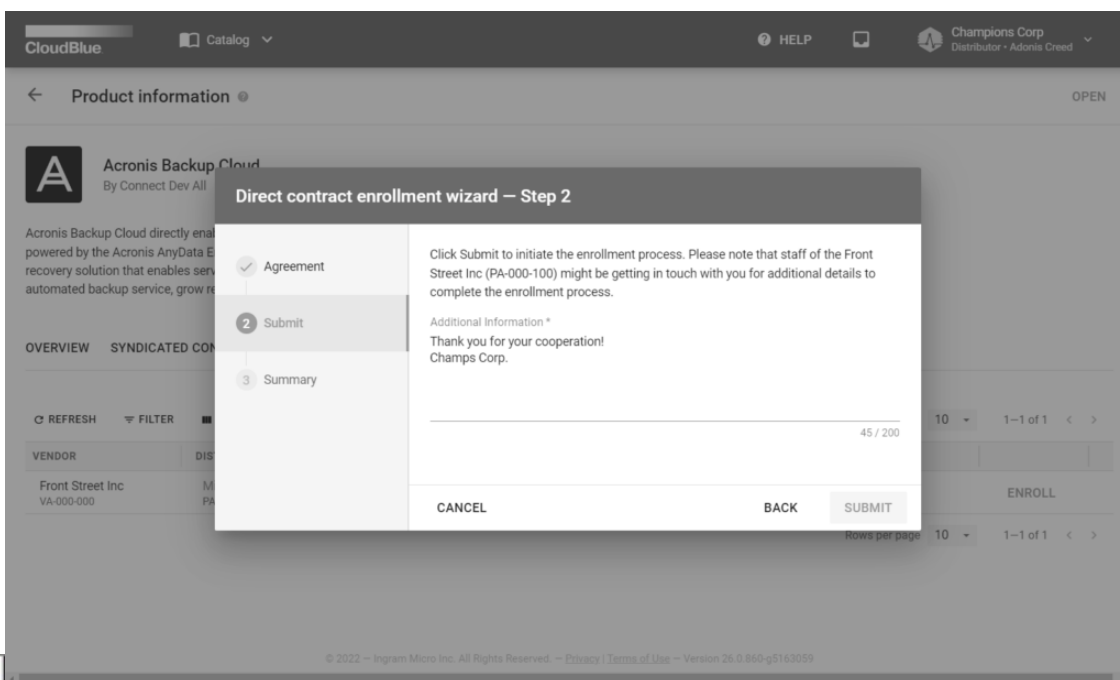 CloudBlue
Catalog
HELP
Champions Corp
Distributor • Adonis Creed
Product information
OPEN
Acronis Backup Cloud
By Connect Dev All
Acronis Backup Cloud directly
powered by the Acronis AnyData
recovery solution that enables
automated backup service, grow
OVERVIEW SYNDICATED
REFRESH FILTER
10 1–1 of 1
VENDOR
Front Street Inc
VA-000-000
ENROLL
Rows per page 10 1–1 of 1
Direct contract enrollment wizard — Step 2
Agreement
2 Submit
3 Summary
Click Submit to initiate the enrollment process. Please note that staff of the Front
Street Inc (PA-000-100) might be getting in touch with you for additional details to
complete the enrollment process.
Additional Information *
Thank you for your cooperation!
Champs Corp.
45 / 200
CANCEL BACK SUBMIT
© 2022 — Ingram Micro Inc. All Rights Reserved. — Privacy | Terms of Use — Version 26.0.860-g5163059